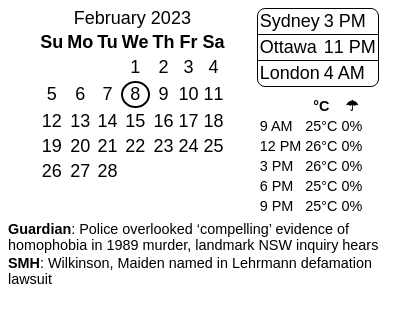 February 2023
Su Mo Tu We Th Fr Sa
1 2 3 4
5 6 7 8 9 10 11
12 13 14 15 16 17 18
19 20 21 22 23 24 25
26 27 28
Sydney 3 PM
Ottawa 11 PM
London 4 AM
°C ☂
9 AM 25°C 0%
12 PM 26°C 0%
3 PM 26°C 0%
6 PM 25°C 0%
9 PM 25°C 0%
Guardian: Police overlooked ‘compelling’ evidence of
homophobia in 1989 murder, landmark NSW inquiry hears
SMH: Wilkinson, Maiden named in Lehrmann defamation
lawsuit